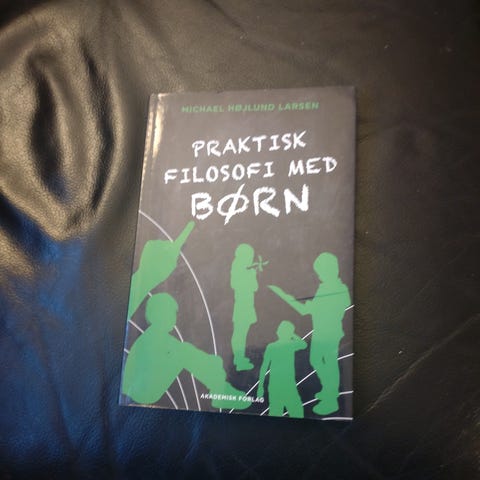 MICHAEL HØJLUND LARSEN
PRAKTISK
FILOSOFI MED
BØRN
AKADEMISK FORLAG